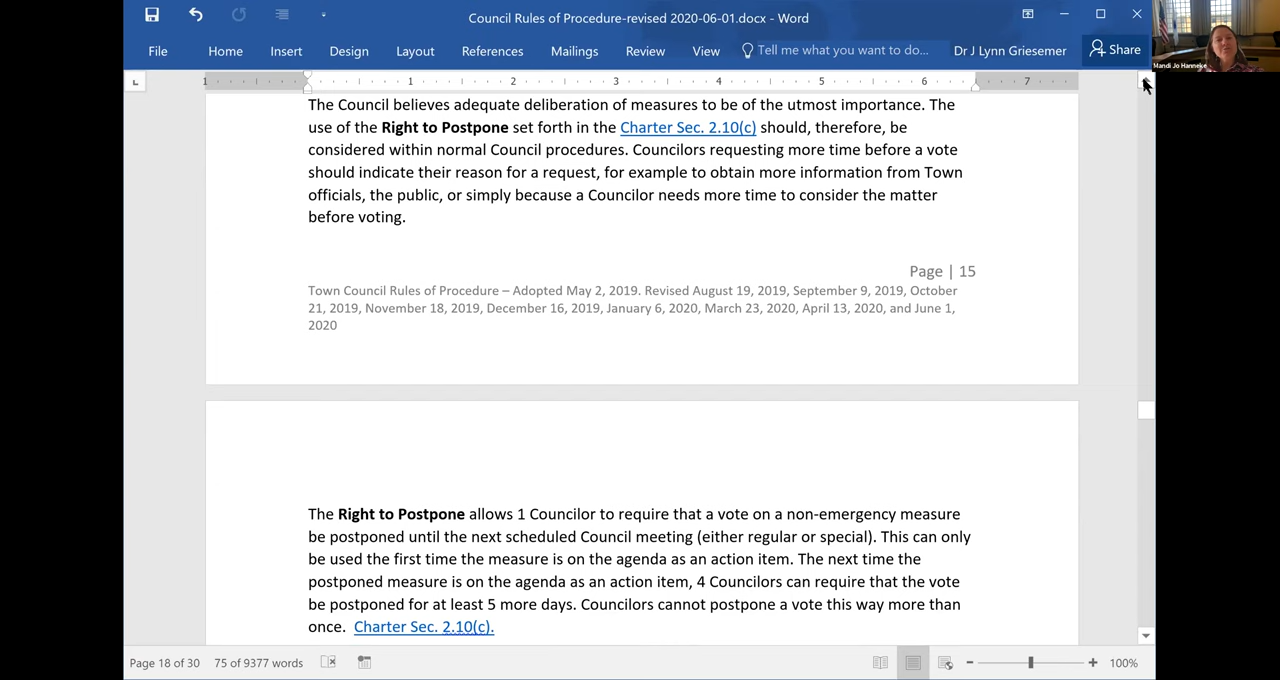 Council Rules of Procedure-revised 2020-06-01.docx - Word
File Home Insert Design Layout References Mailings Review View Tell me what you want to do... Dr J Lynn Griesemer Share
Mandi Jo Hanneke
1 1 2 3 4 5 6 7
The Council believes adequate deliberation of measures to be of the utmost importance. The
use of the Right to Postpone set forth in the Charter Sec. 2.10(c) should, therefore, be
considered within normal Council procedures. Councilors requesting more time before a vote
should indicate their reason for a request, for example to obtain more information from Town
officials, the public, or simply because a Councilor needs more time to consider the matter
before voting.
Page | 15
Town Council Rules of Procedure – Adopted May 2, 2019. Revised August 19, 2019, September 9, 2019, October
21, 2019, November 18, 2019, December 16, 2019, January 6, 2020, March 23, 2020, April 13, 2020, and June 1,
2020
The Right to Postpone allows 1 Councilor to require that a vote on a non-emergency measure
be postponed until the next scheduled Council meeting (either regular or special). This can only
be used the first time the measure is on the agenda as an action item. The next time the
postponed measure is on the agenda as an action item, 4 Councilors can require that the vote
be postponed for at least 5 more days. Councilors cannot postpone a vote this way more than
once. Charter Sec. 2.10(c).
Page 18 of 30 75 of 9377 words 100%